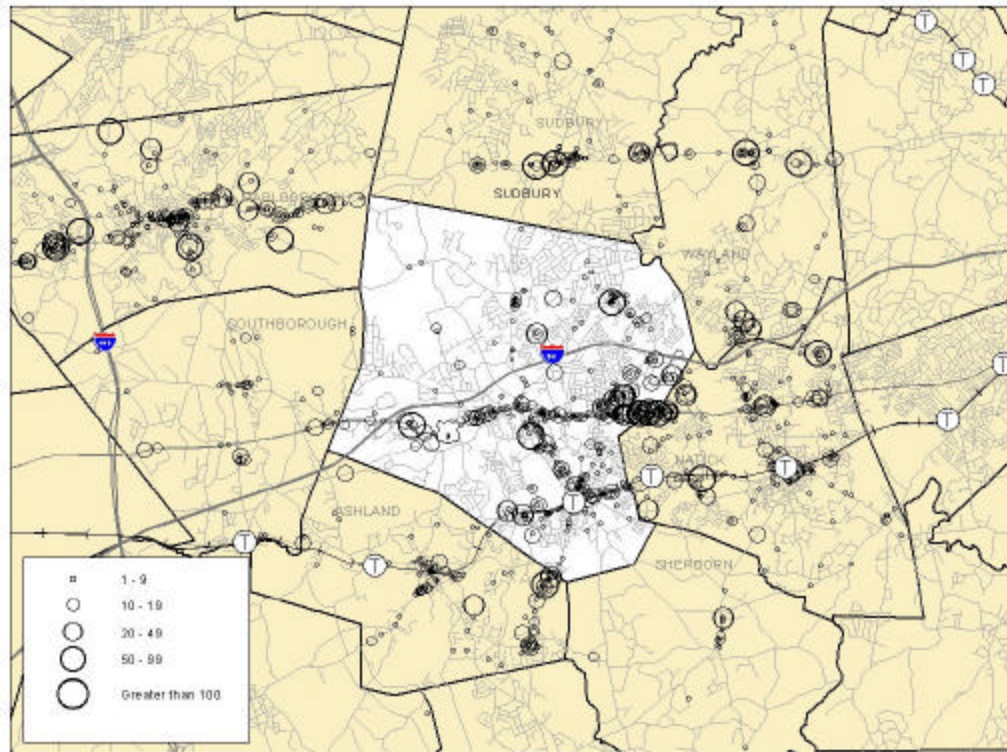 SUDBURY
SUDBURY
WAYLAND
SOUTHBOROUGH
NATICK
ASHLAND
SHERBORN
T
T
T
T
T
T
T
T
T
T
1 - 9
10 - 19
20 - 49
50 - 99
Greater than 100